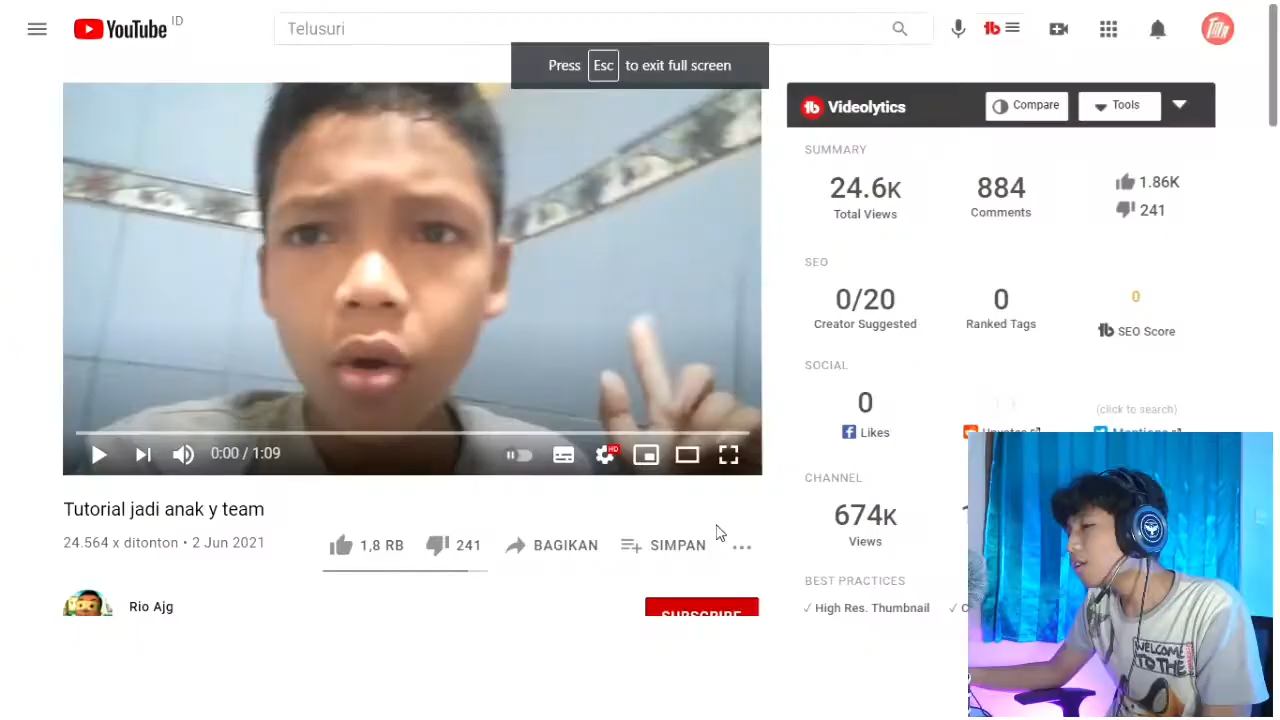 YouTube ID
Telusuri
Press Esc to exit full screen
Videolytics
Compare
Tools
SUMMARY
24.6K
Total Views
884
Comments
1.86K
241
SEO
0/20
Creator Suggested
0
Ranked Tags
0
SEO Score
SOCIAL
0
Likes
(click to search)
CHANNEL
674K
Views
BEST PRACTICES
✓ High Res. Thumbnail
0:00 / 1:09
HD
Tutorial jadi anak y team
24.564 x ditonton • 2 Jun 2021
1,8 RB
241
BAGIKAN
SIMPAN
Rio Ajg
SUBSCRIBE
WELCOME
TO THE